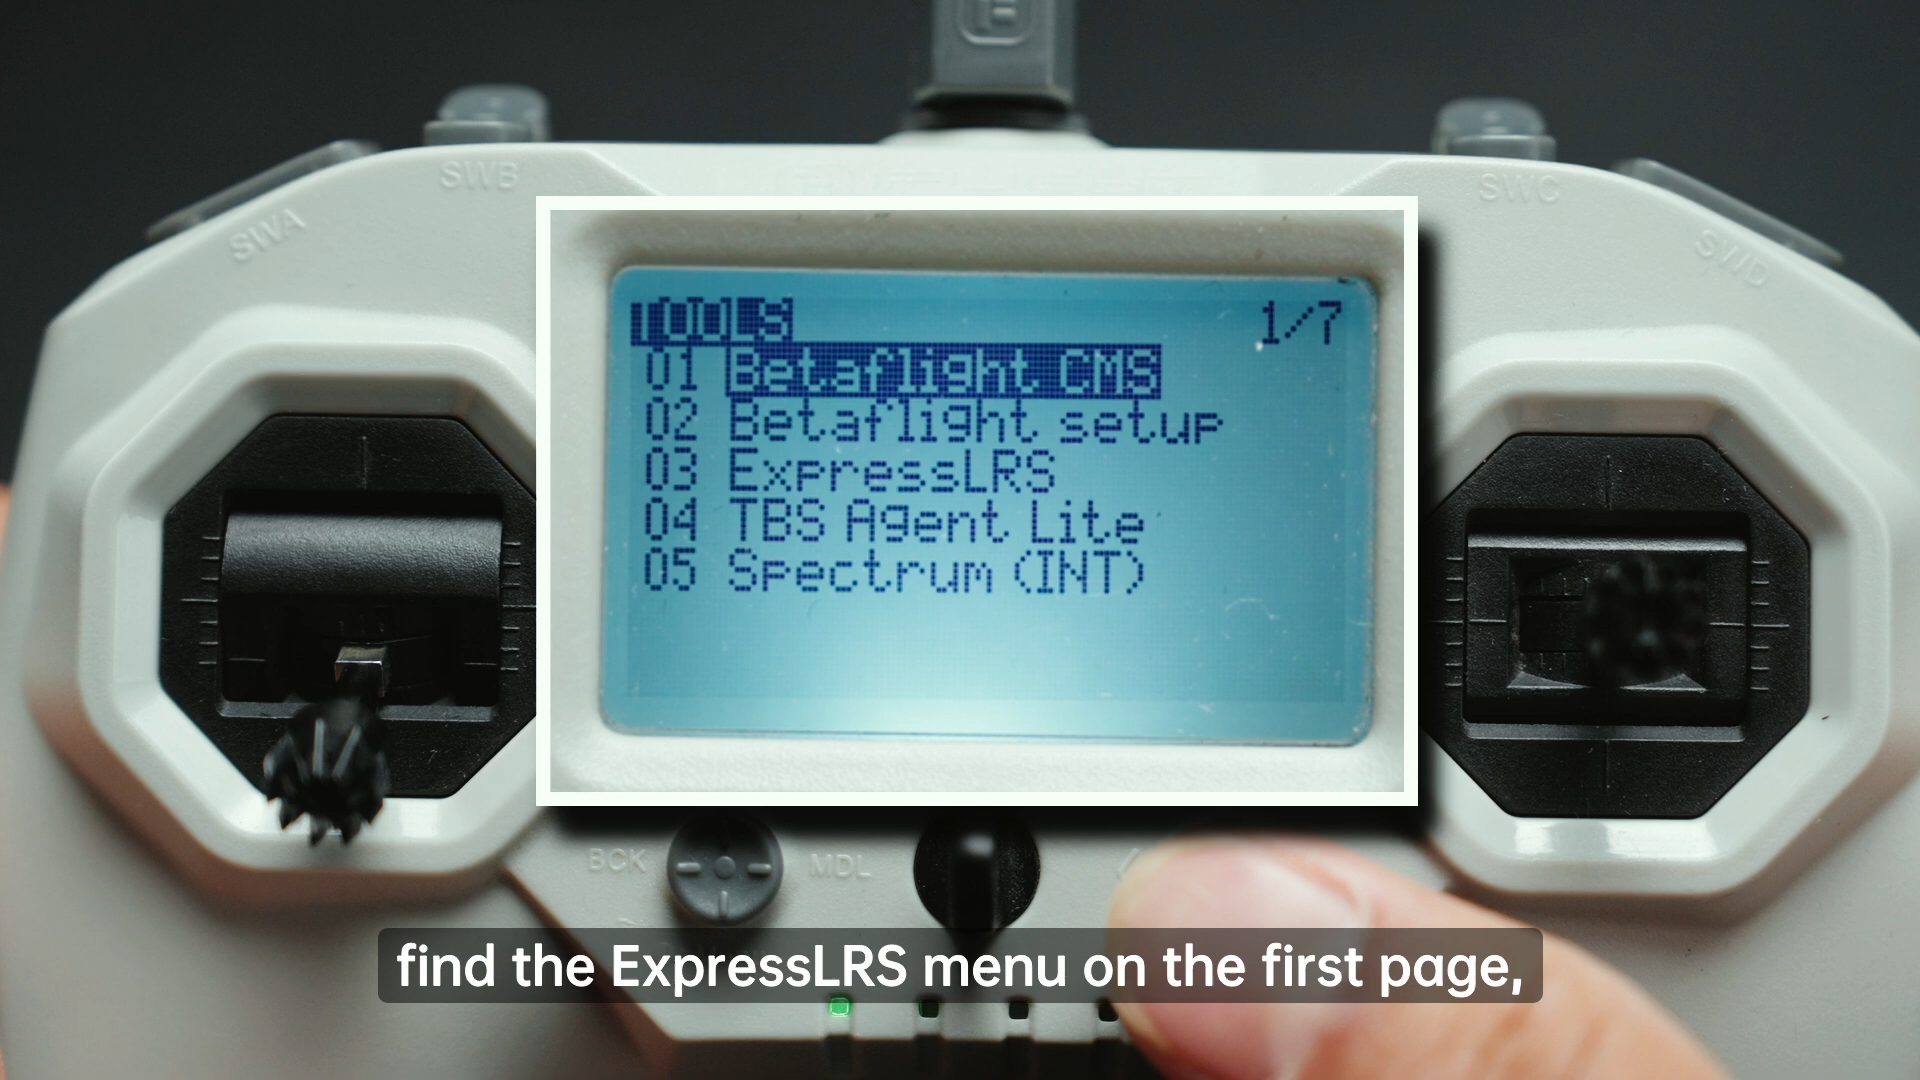 SWB
SWC
SWA
SWD
TOOLS 1/7
01 Betaflight CMS
02 Betaflight setup
03 ExpressLRS
04 TBS Agent Lite
05 Spectrum (INT)
BCK
MDL
find the ExpressLRS menu on the first page,